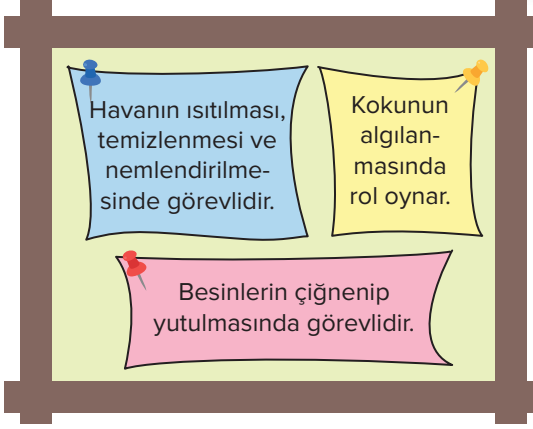 Havanın ısıtılması,
temizlenmesi ve
nemlendirilme-
sinde görevlidir.
Kokunun
algılan-
masında
rol oynar.
Besinlerin çiğnenip
yutulmasında görevlidir.